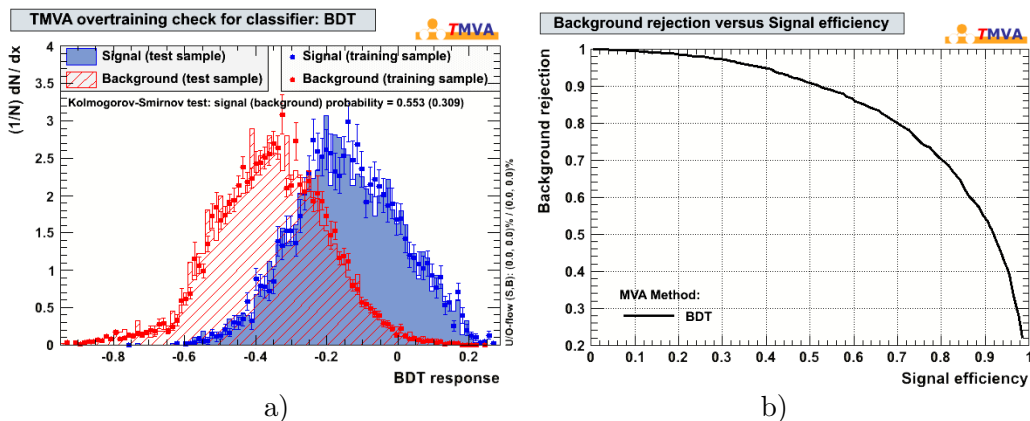 TMVA overtraining check for classifier: BDT
TMVA
(1/N) dN / dx
4
3.5
3
2.5
2
1.5
1
0.5
0
Signal (test sample)
Background (test sample)
Signal (training sample)
Background (training sample)
Kolmogorov-Smirnov test: signal (background) probability = 0.553 (0.309)
U/O-flow (S,B): (0.0, 0.0)% / (0.0, 0.0)%
-0.8 -0.6 -0.4 -0.2 0 0.2
BDT response
a)
Background rejection versus Signal efficiency
TMVA
Background rejection
1
0.9
0.8
0.7
0.6
0.5
0.4
0.3
0.2
MVA Method:
BDT
0 0.1 0.2 0.3 0.4 0.5 0.6 0.7 0.8 0.9 1
Signal efficiency
b)